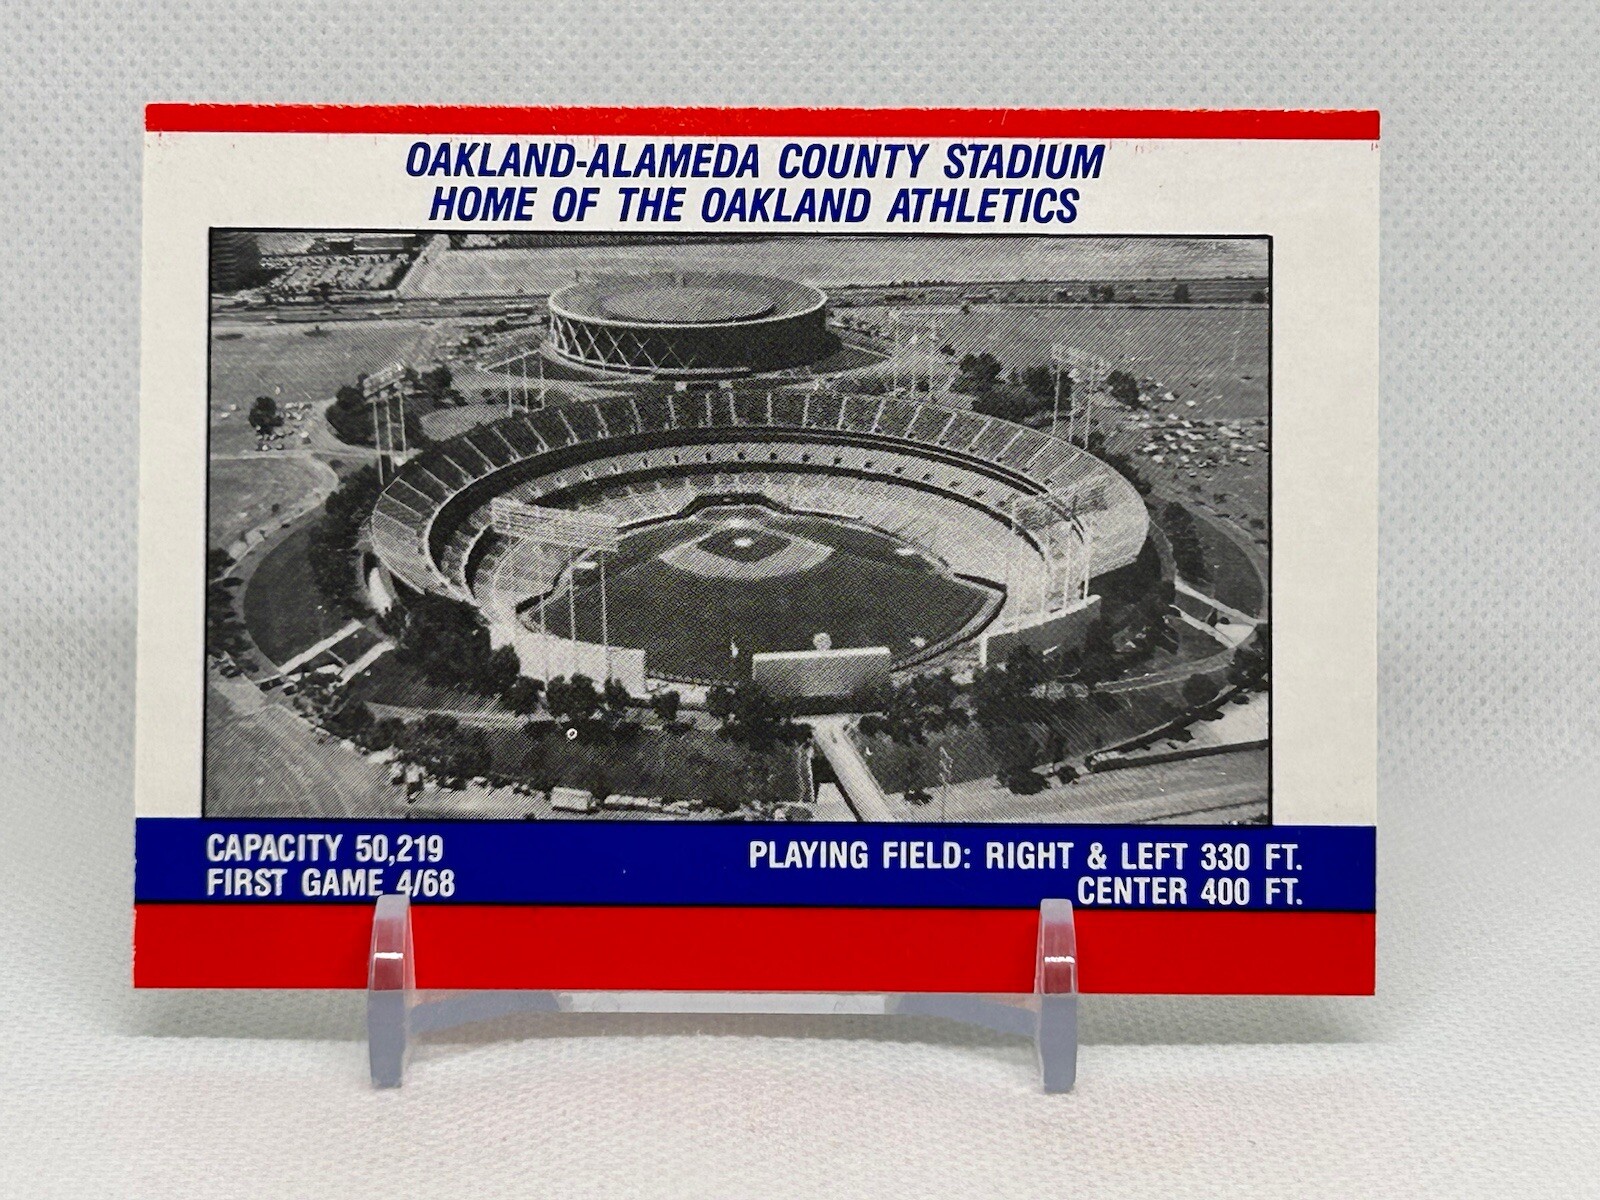 OAKLAND-ALAMEDA COUNTY STADIUM
HOME OF THE OAKLAND ATHLETICS
CAPACITY 50,219
FIRST GAME 4/68
PLAYING FIELD: RIGHT & LEFT 330 FT.
CENTER 400 FT.